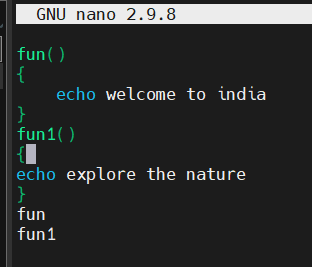 GNU nano 2.9.8
fun()
{
    echo welcome to india
}
fun1()
{
echo explore the nature
}
fun
fun1